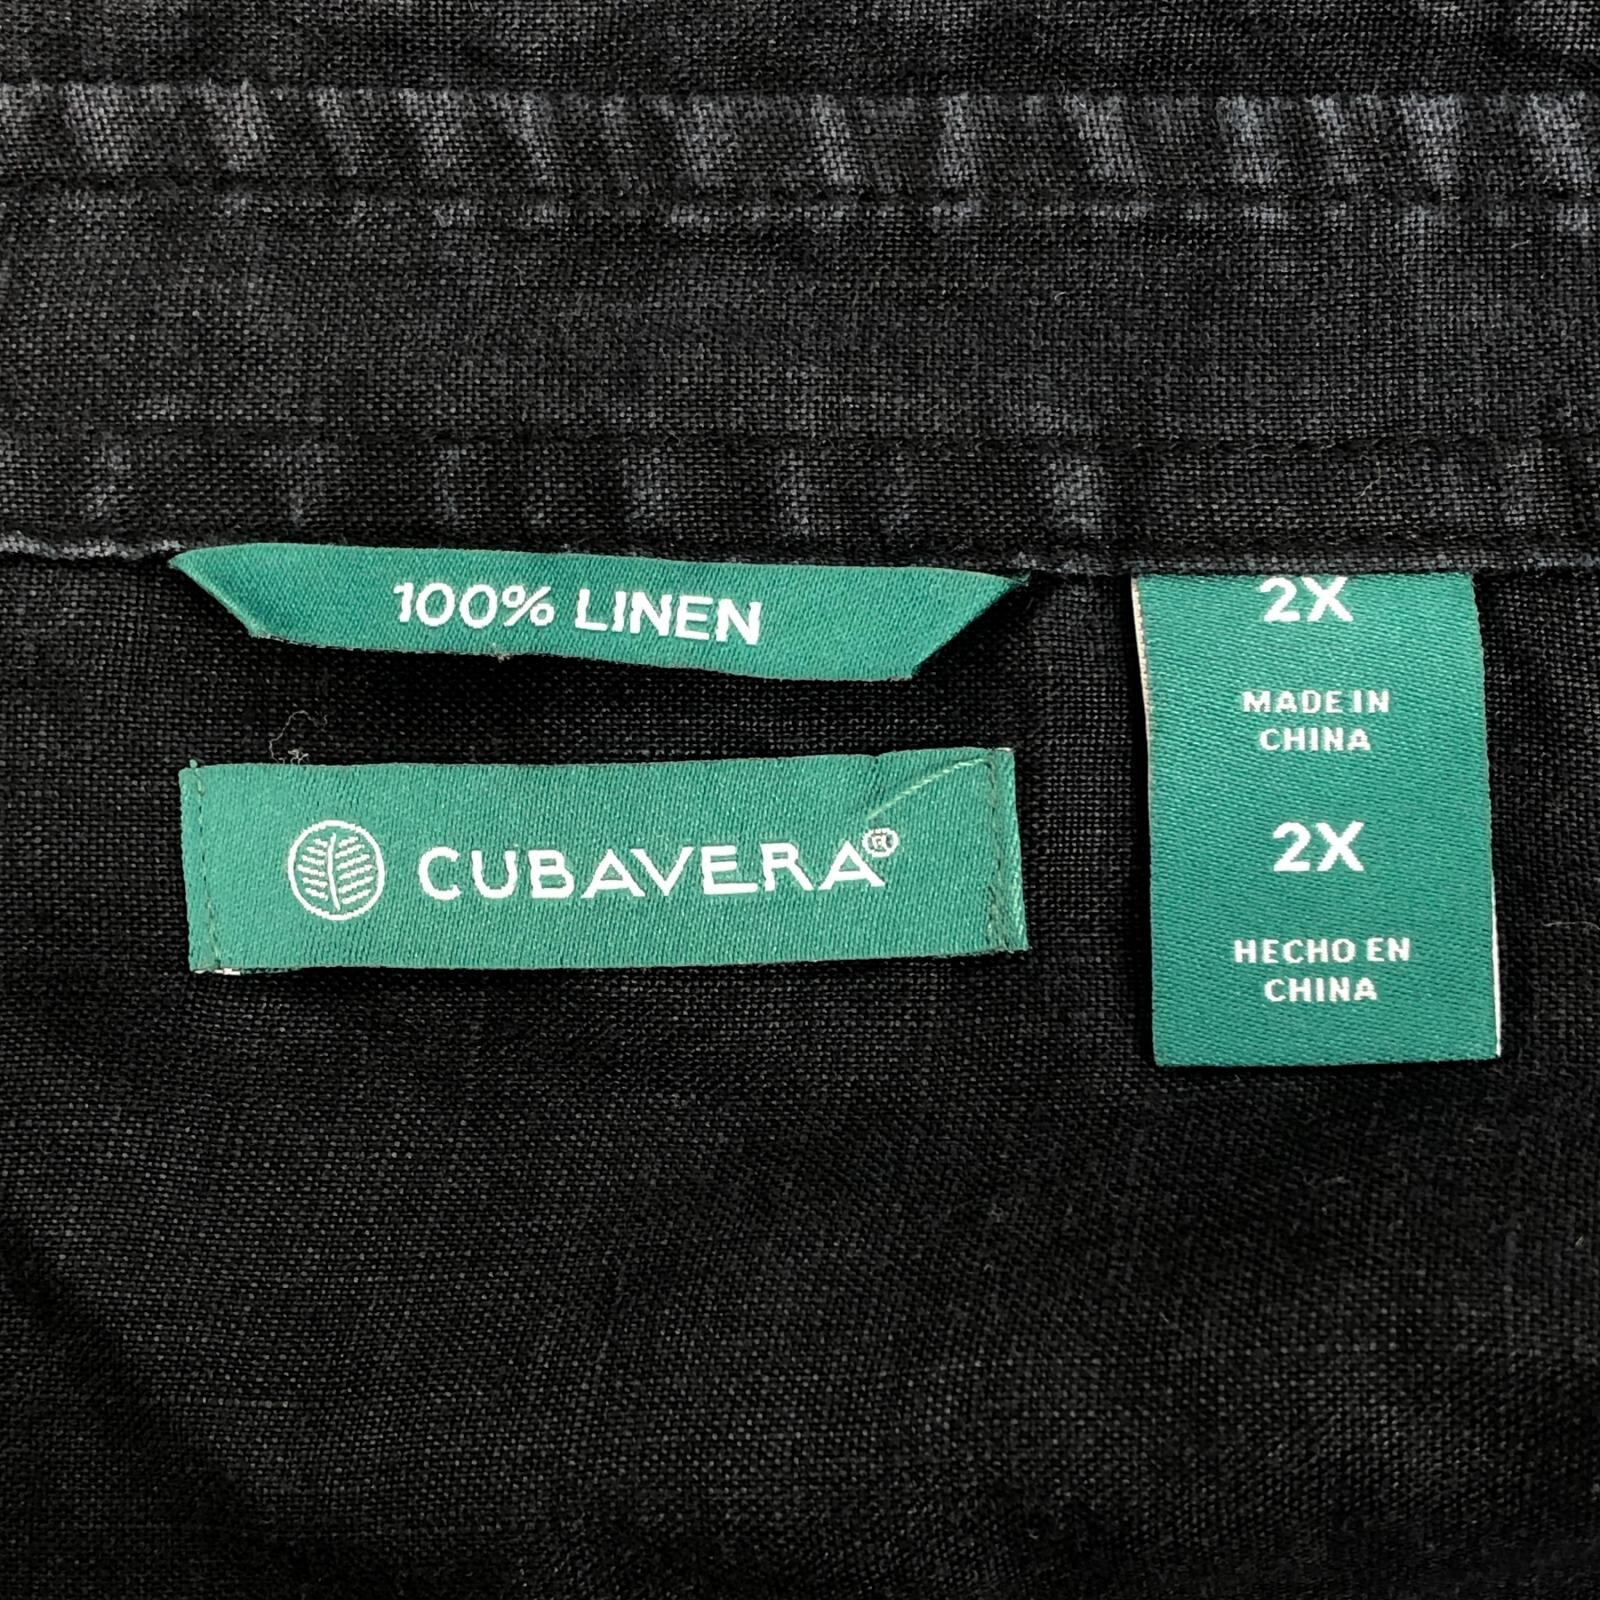 100% LINEN
CUBAVERA®
2X
MADE IN
CHINA
2X
HECHO EN
CHINA